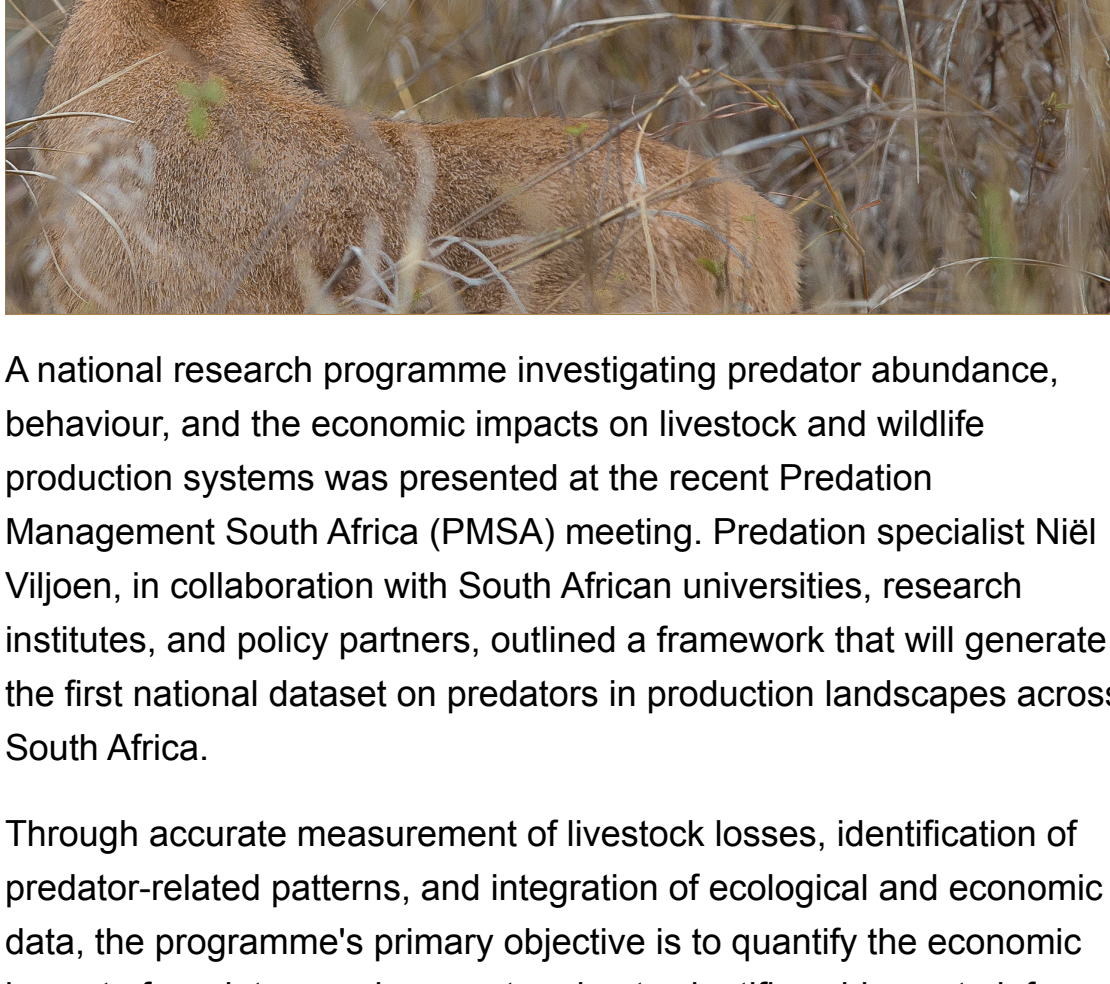 A national research programme investigating predator abundance,
behaviour, and the economic impacts on livestock and wildlife
production systems was presented at the recent Predation
Management South Africa (PMSA) meeting. Predation specialist Niël
Viljoen, in collaboration with South African universities, research
institutes, and policy partners, outlined a framework that will generate
the first national dataset on predators in production landscapes across
South Africa.
Through accurate measurement of livestock losses, identification of
predator-related patterns, and integration of ecological and economic
data, the programme's primary objective is to quantify the economic